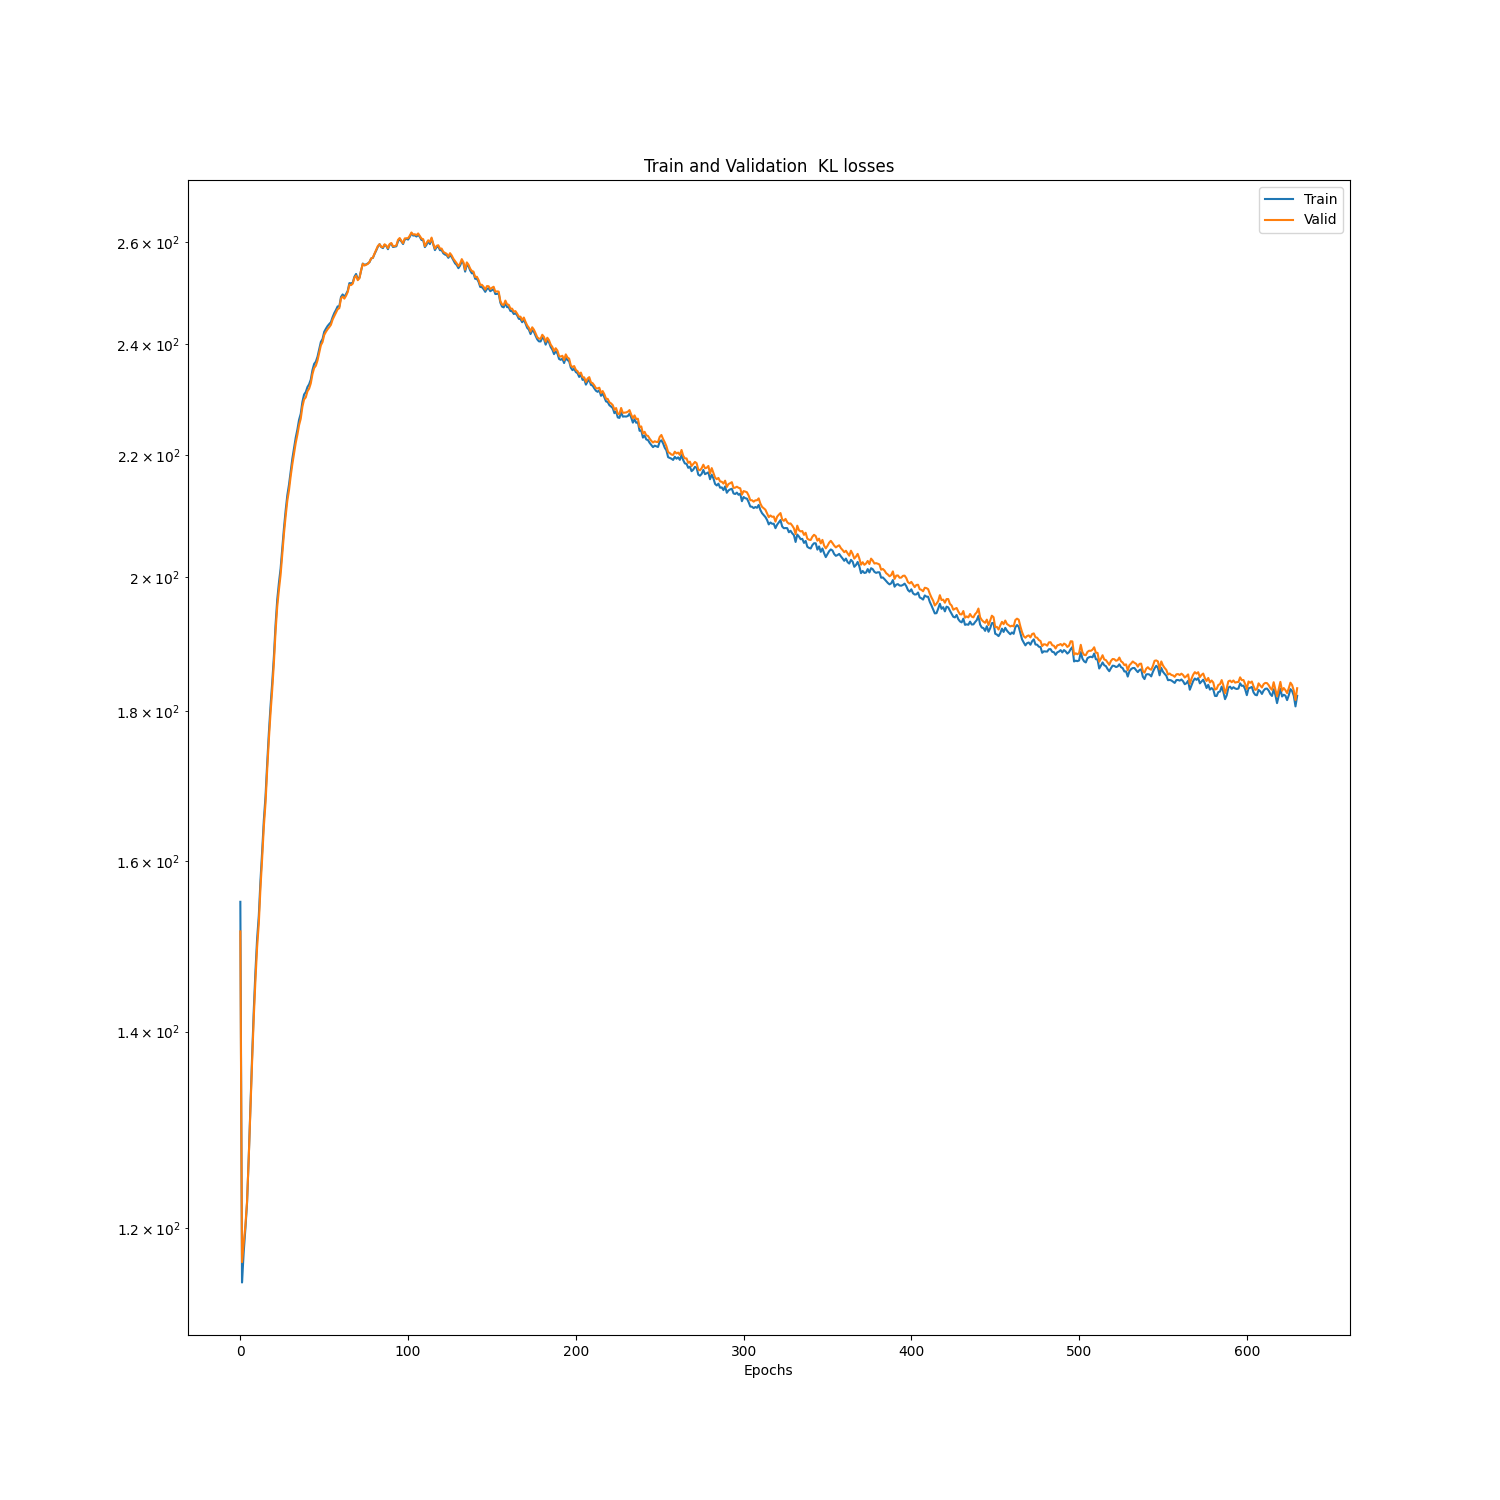 Train and Validation  KL losses
Train
Valid
2.6 × 10²
2.4 × 10²
2.2 × 10²
2 × 10²
1.8 × 10²
1.6 × 10²
1.4 × 10²
1.2 × 10²
0 100 200 300 400 500 600
Epochs